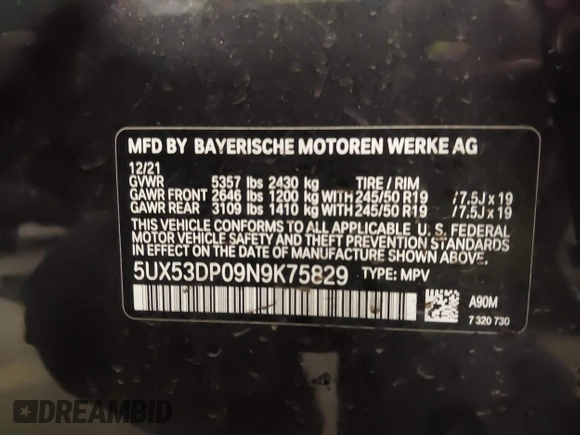 MFD BY BAYERISCHE MOTOREN WERKE AG
12/21
GVWR 5357 lbs 2430 kg TIRE / RIM
GAWR FRONT 2646 lbs 1200 kg WITH 245/50 R19 /7.5J x 19
GAWR REAR 3109 lbs 1410 kg WITH 245/50 R19 /7.5J x 19
THIS VEHICLE CONFORMS TO ALL APPLICABLE U. S. FEDERAL
MOTOR VEHICLE SAFETY AND THEFT PREVENTION STANDARDS
IN EFFECT ON THE DATE OF MANUFACTURE SHOWN ABOVE.
5UX53DP09N9K75829 TYPE: MPV
A90M
7 320 730
DREAMBID